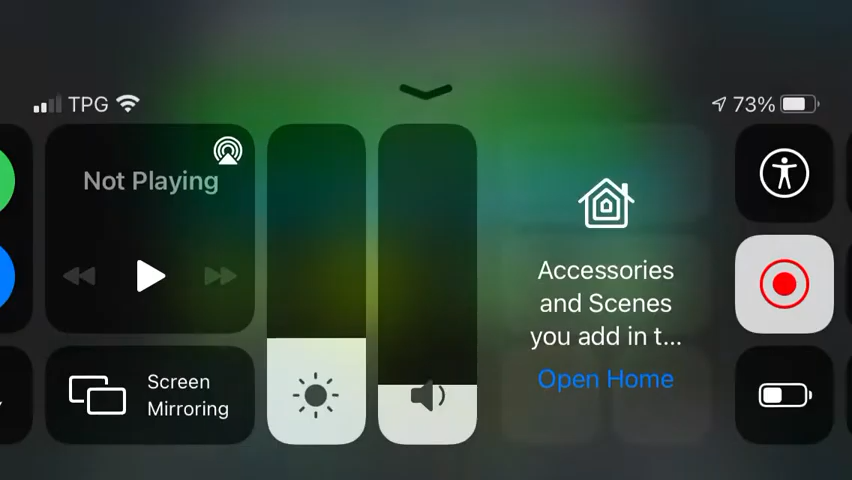 TPG
73%
Not Playing
Screen
Mirroring
Accessories
and Scenes
you add in t...
Open Home